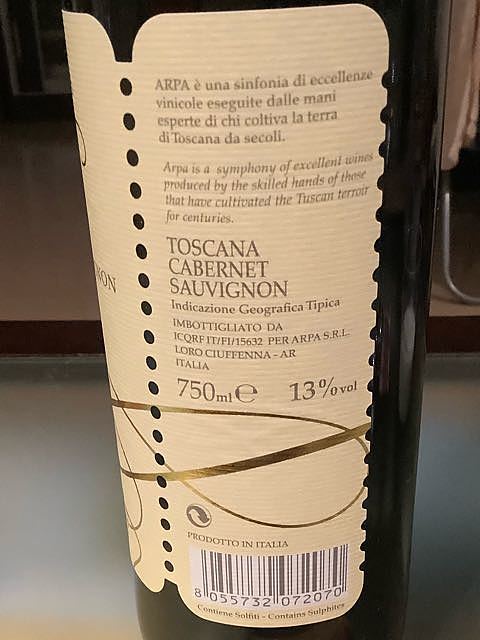 ARPA è una sinfonia di eccellenze
vinicole eseguite dalle mani
esperte di chi coltiva la terra
di Toscana da secoli.
Arpa is a symphony of excellent wines
produced by the skilled hands of those
that have cultivated the Tuscan terroir
for centuries.
TOSCANA
CABERNET
SAUVIGNON
Indicazione Geografica Tipica
IMBOTTIGLIATO DA
ICQRF IT/FI/15632 PER ARPA S.R.L.
LORO CIUFFENNA - AR
ITALIA
750ml e 13% vol
PRODOTTO IN ITALIA
8 055732 072070
Contiene Solfiti - Contains Sulphites